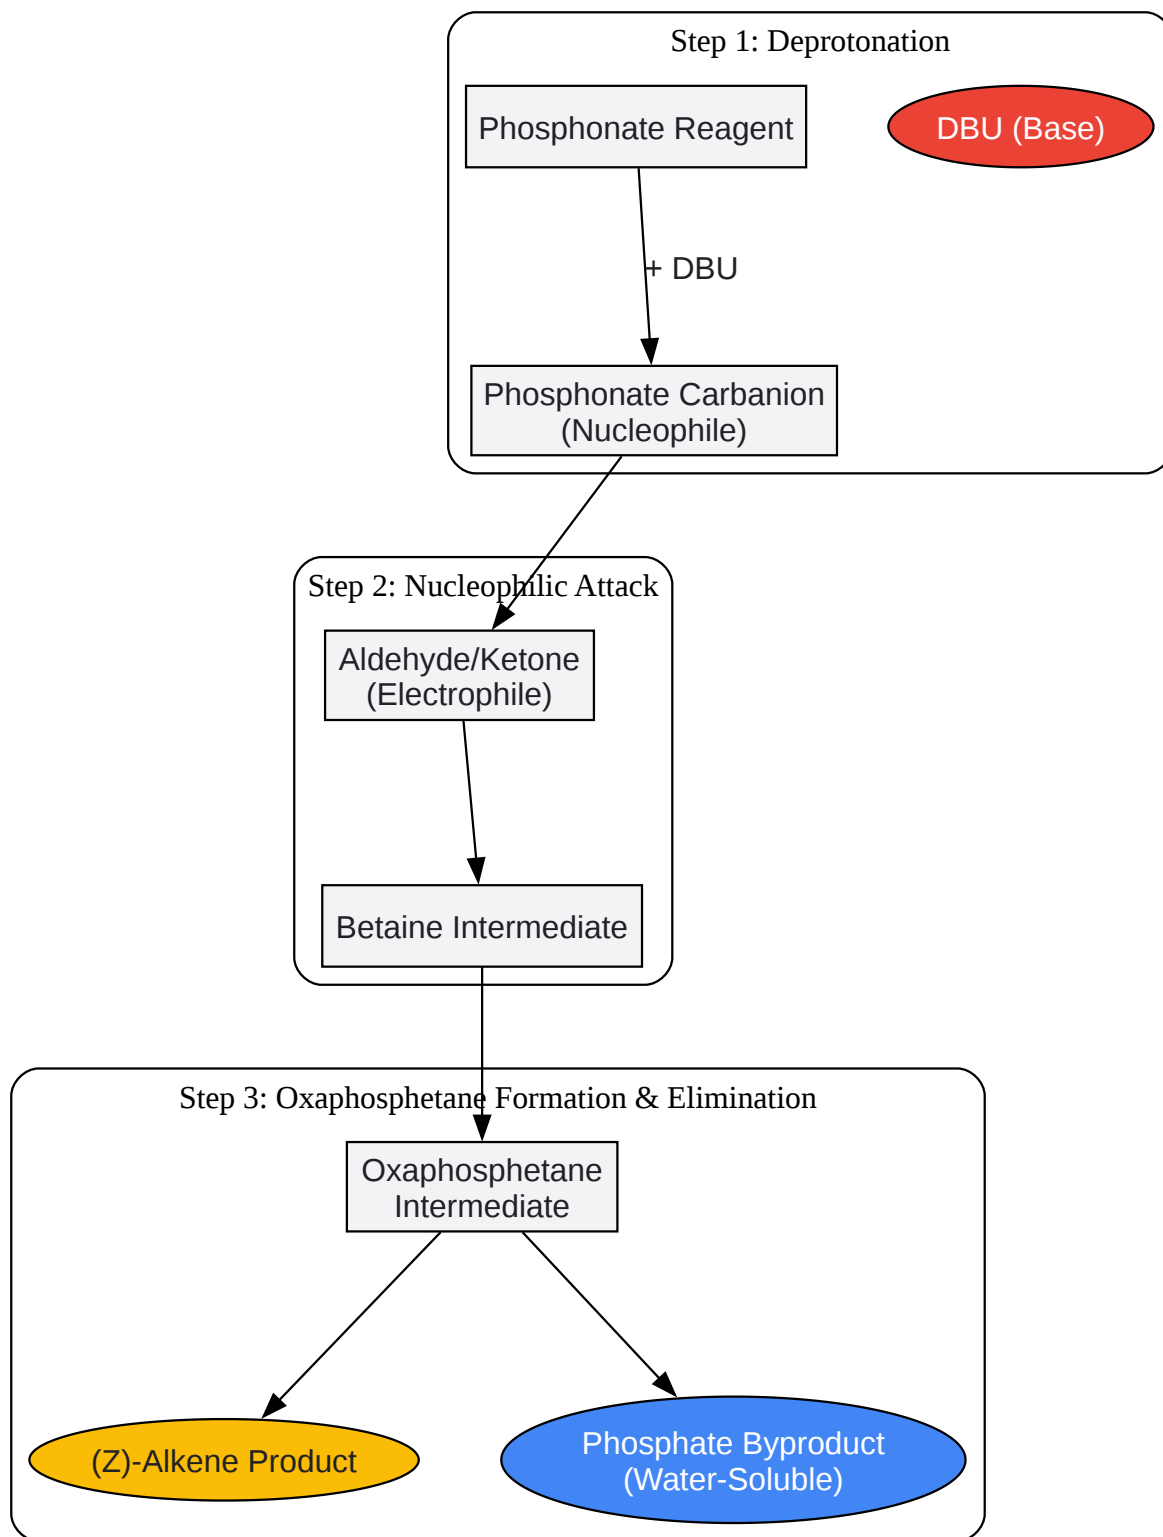 Step 1: Deprotonation
Phosphonate Reagent
DBU (Base)
+ DBU
Phosphonate Carbanion
(Nucleophile)
Step 2: Nucleophilic Attack
Aldehyde/Ketone
(Electrophile)
Betaine Intermediate
Step 3: Oxaphosphetane Formation & Elimination
Oxaphosphetane
Intermediate
(Z)-Alkene Product
Phosphate Byproduct
(Water-Soluble)